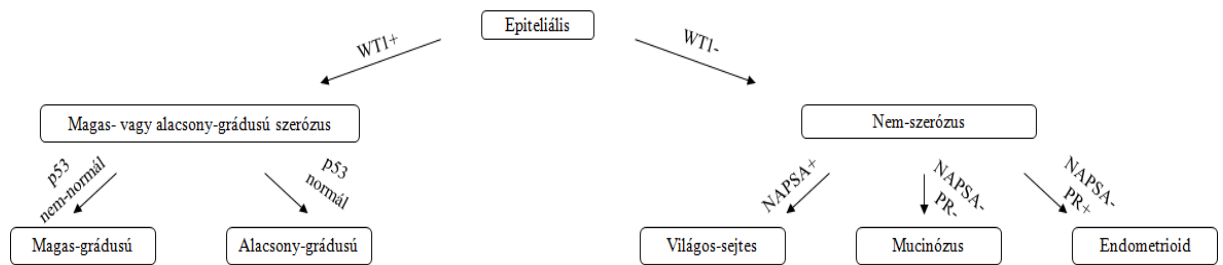 Epiteliális
WT1+
WT1-
Magas- vagy alacsony-grádusú szerózus
Nem-szerózus
p53
nem-normál
p53
normál
NAPSA+
NAPSA-
PR-
NAPSA-
PR+
Magas-grádusú
Alacsony-grádusú
Világos-sejtes
Mucinózus
Endometrioid